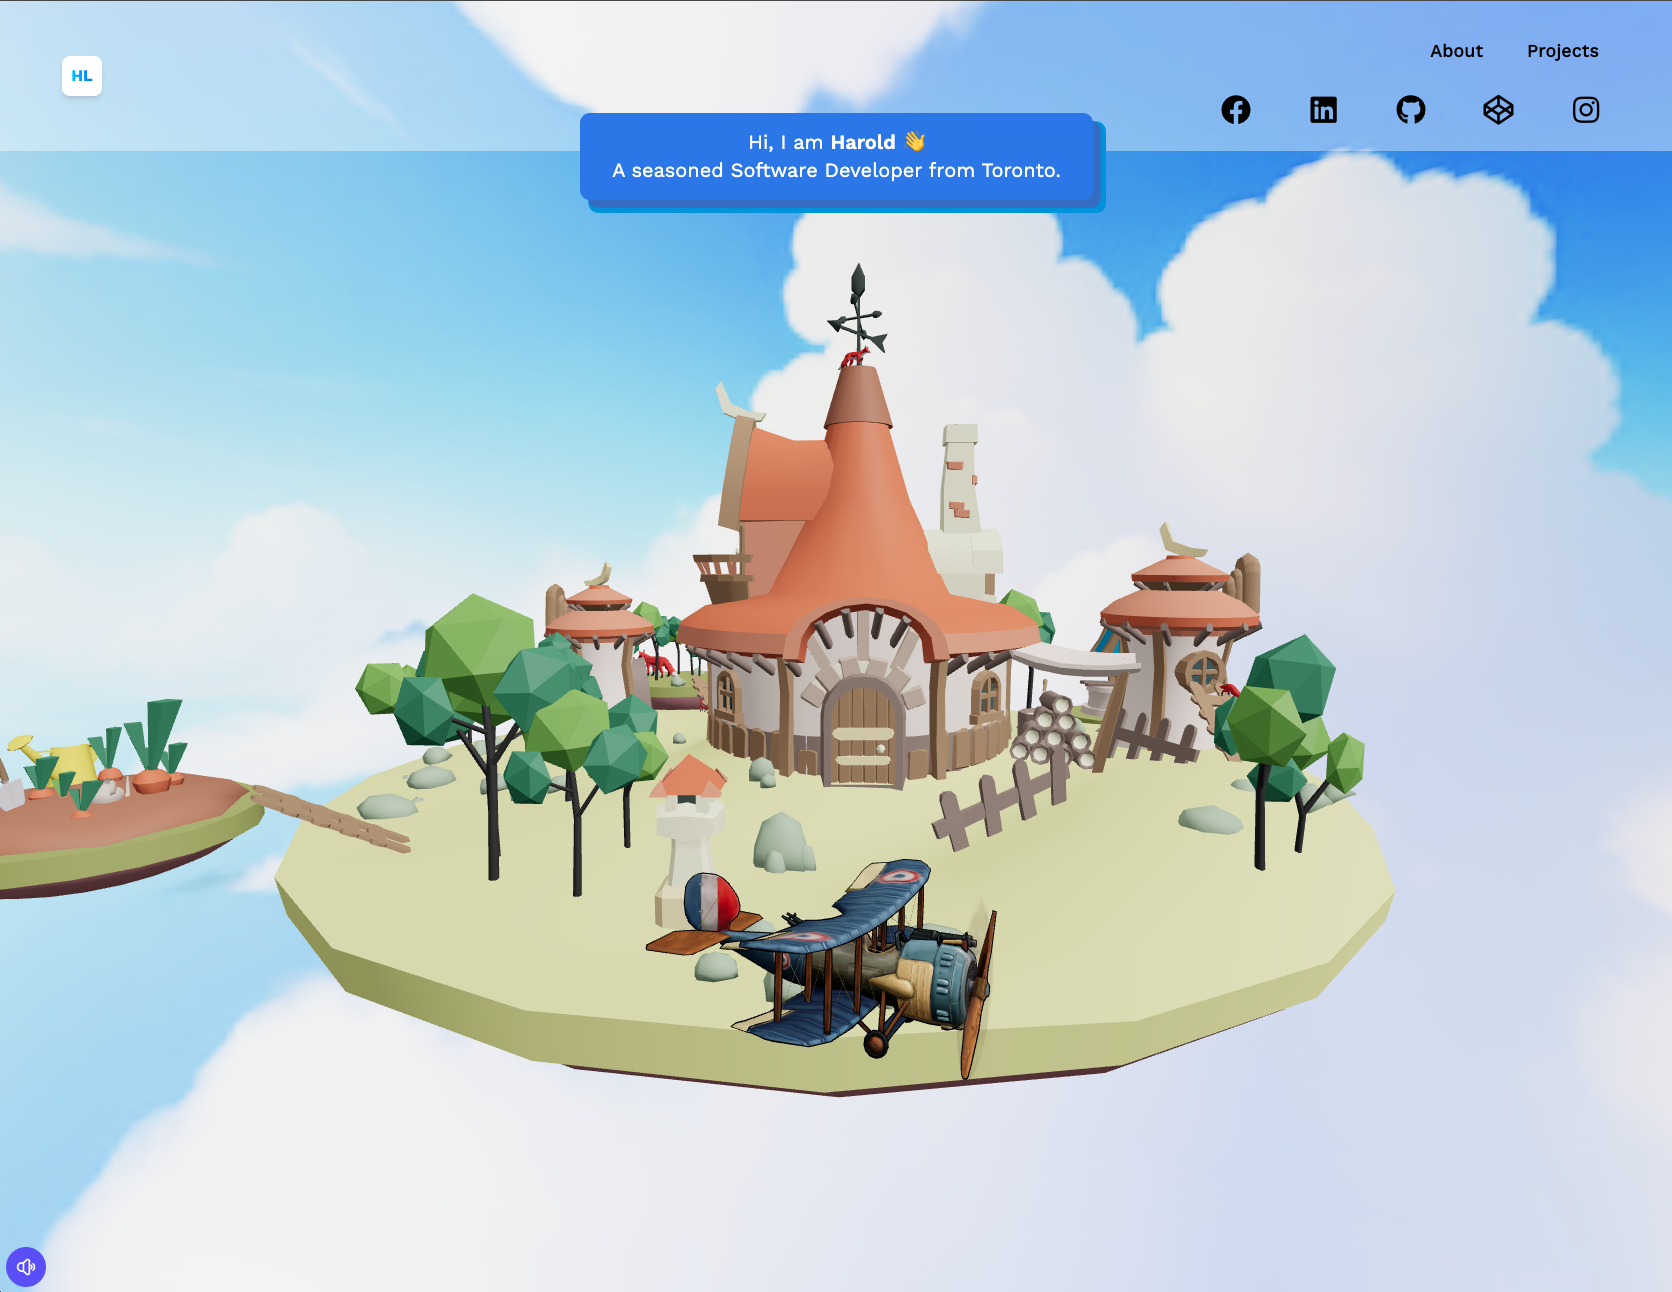 HL
About Projects
Hi, I am Harold 👋
A seasoned Software Developer from Toronto.